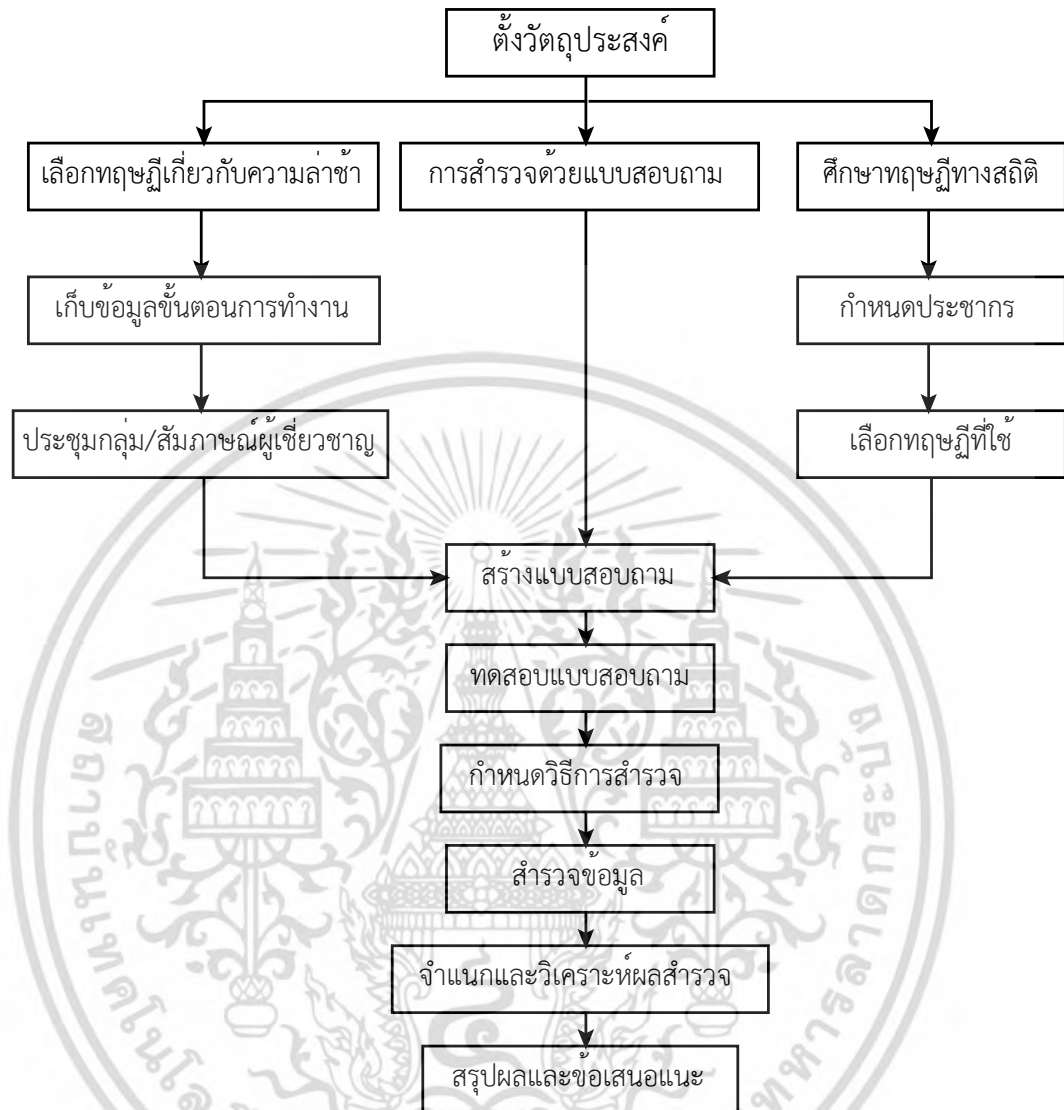 ตั้งวัตถุประสงค์
เลือกทฤษฎีเกี่ยวกับความล่าช้า
การสำรวจด้วยแบบสอบถาม
ศึกษาทฤษฎีทางสถิติ
เก็บข้อมูลขั้นตอนการทำงาน
กำหนดประชากร
ประชุมกลุ่ม/สัมภาษณ์ผู้เชี่ยวชาญ
เลือกทฤษฎีที่ใช้
สร้างแบบสอบถาม
ทดสอบแบบสอบถาม
กำหนดวิธีการสำรวจ
สำรวจข้อมูล
จำแนกและวิเคราะห์ผลสำรวจ
สรุปผลและข้อเสนอแนะ